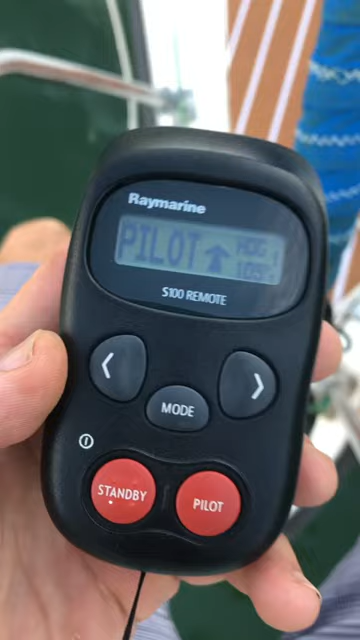 Raymarine
PILOT HDG
105°
S100 REMOTE
< >
MODE
STANDBY PILOT